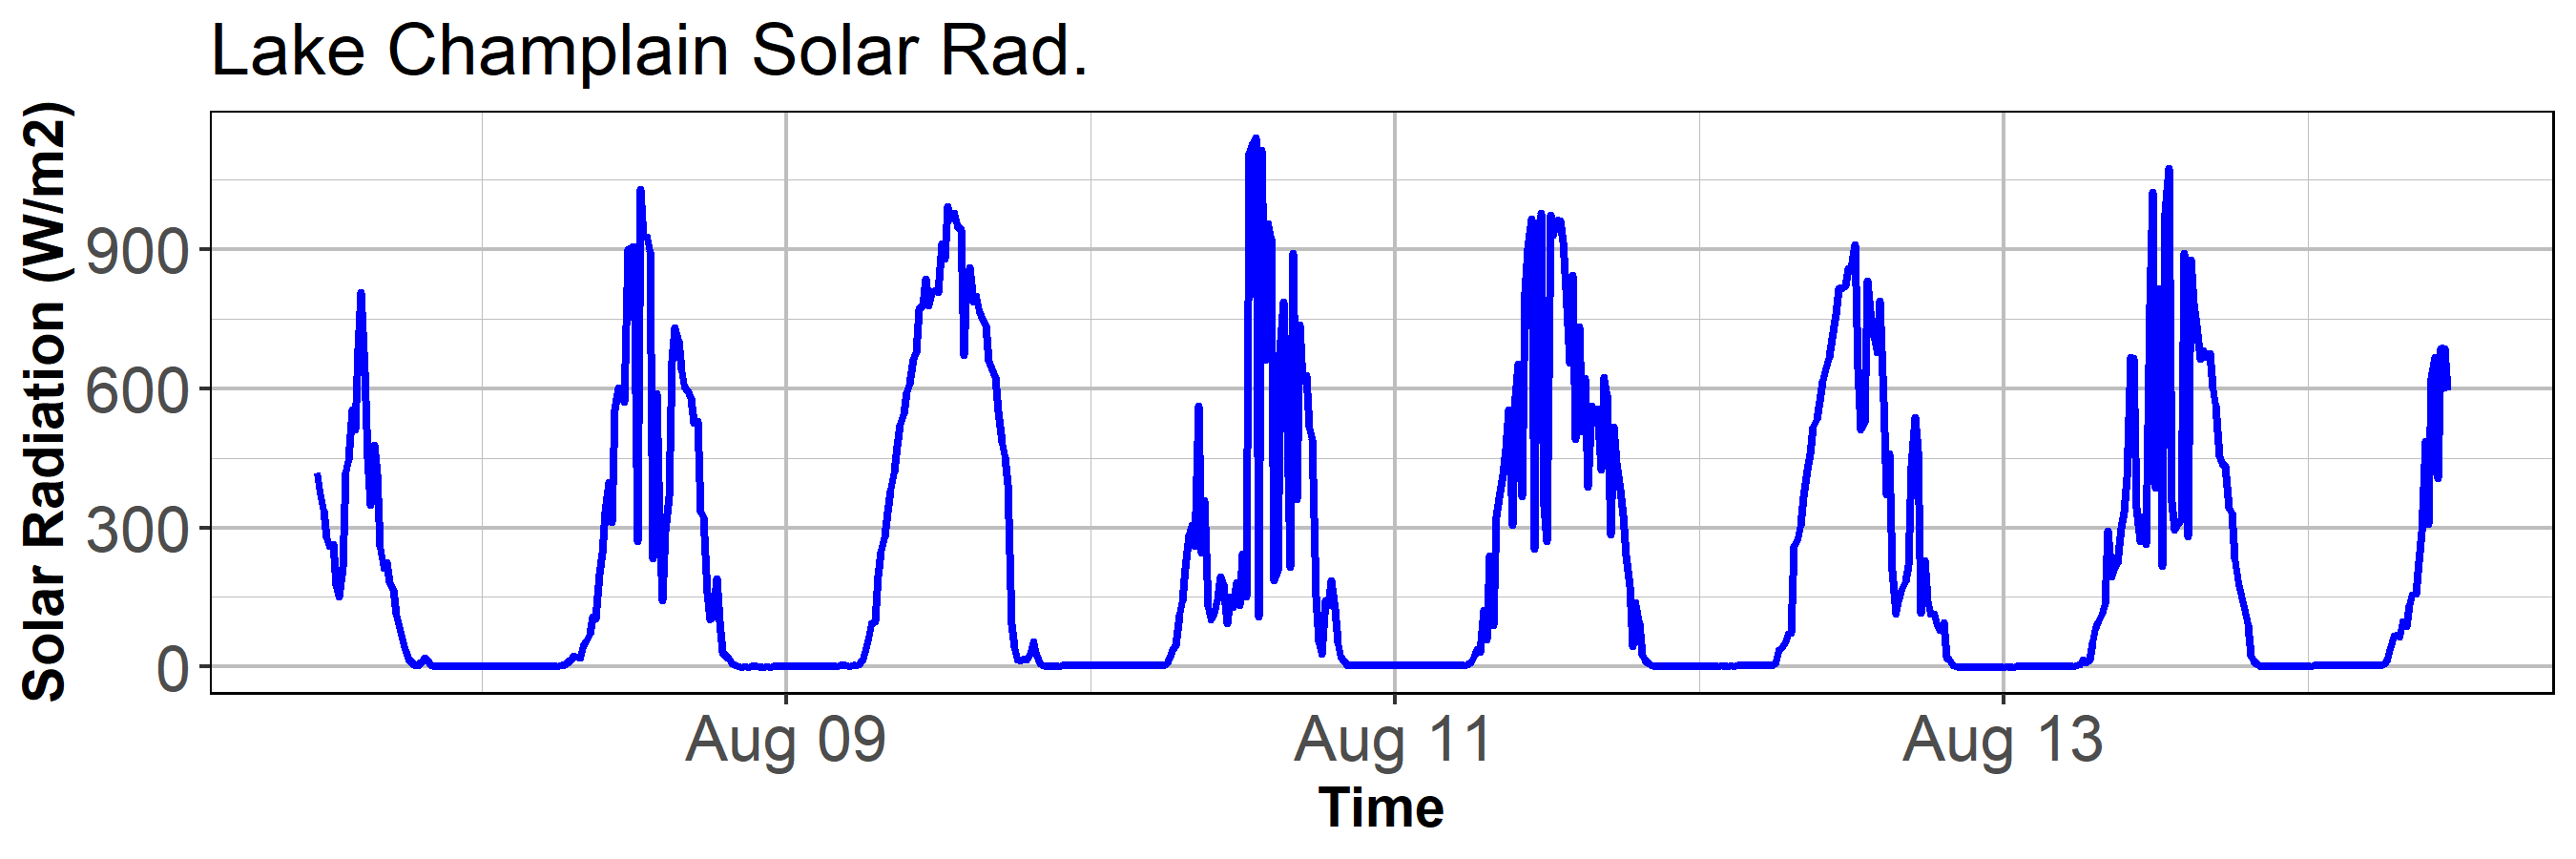 Lake Champlain Solar Rad.
Solar Radiation (W/m2)
900
600
300
0
Aug 09 Aug 11 Aug 13
Time